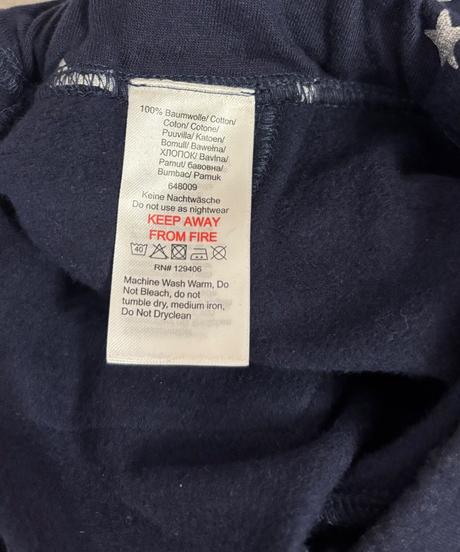 100% Baumwolle/ Cotton/
Coton/ Cotone/
Puuvilla/ Katoen/
Bomull/ Bawełna/
ХЛОПОК/ Bavlna/
Pamut/ бавовна/
Bumbac/ Pamuk
648009
Keine Nachtwäsche
Do not use as nightwear
KEEP AWAY
FROM FIRE
40
RN# 129406
Machine Wash Warm, Do
Not Bleach, do not
tumble dry, medium iron,
Do Not Dryclean